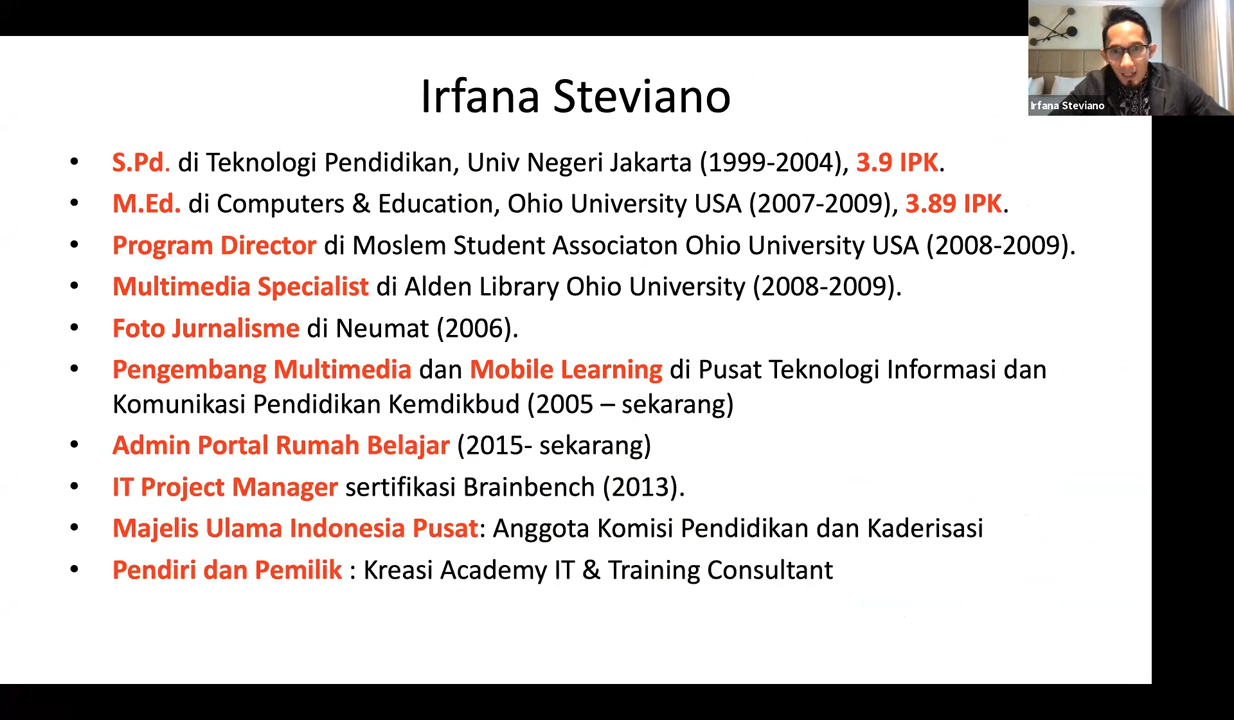 Irfana Steviano
Irfana Steviano
• S.Pd. di Teknologi Pendidikan, Univ Negeri Jakarta (1999-2004), 3.9 IPK.
• M.Ed. di Computers & Education, Ohio University USA (2007-2009), 3.89 IPK.
• Program Director di Moslem Student Associaton Ohio University USA (2008-2009).
• Multimedia Specialist di Alden Library Ohio University (2008-2009).
• Foto Jurnalisme di Neumat (2006).
• Pengembang Multimedia dan Mobile Learning di Pusat Teknologi Informasi dan
Komunikasi Pendidikan Kemdikbud (2005 – sekarang)
• Admin Portal Rumah Belajar (2015- sekarang)
• IT Project Manager sertifikasi Brainbench (2013).
• Majelis Ulama Indonesia Pusat: Anggota Komisi Pendidikan dan Kaderisasi
• Pendiri dan Pemilik : Kreasi Academy IT & Training Consultant